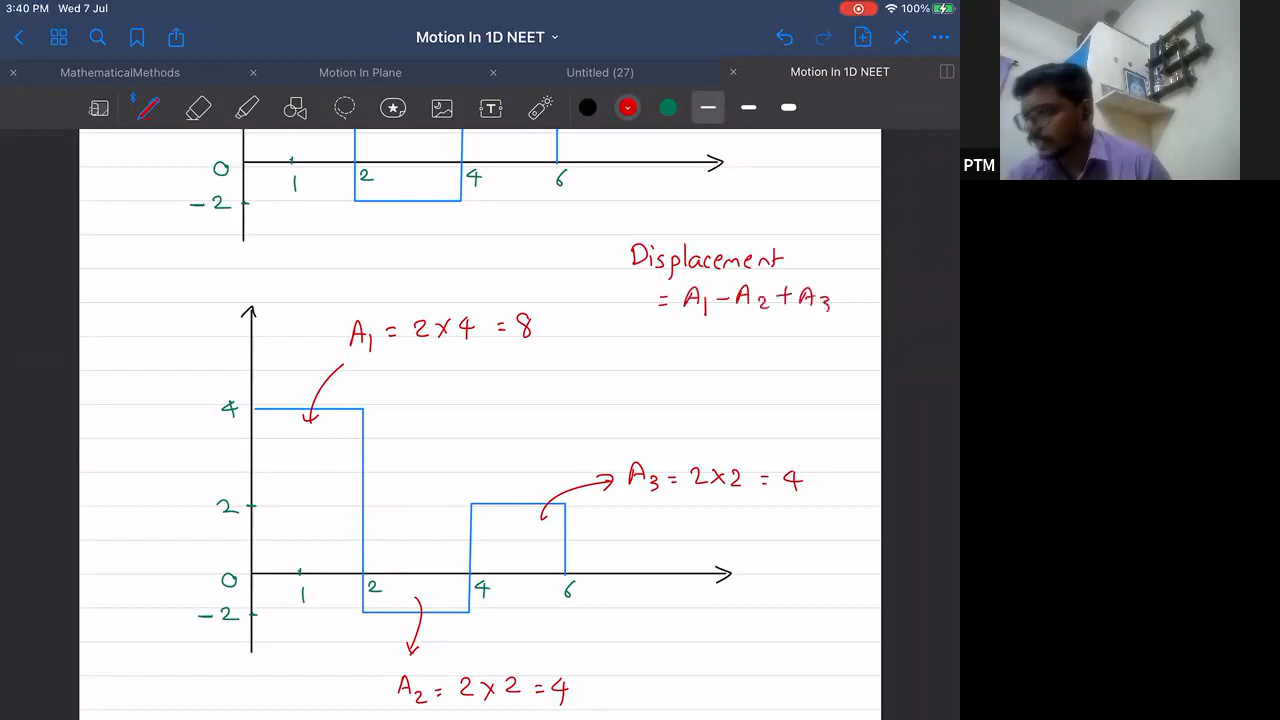 3:40 PM Wed 7 Jul
100%
Motion In 1D NEET
MathematicalMethods
Motion In Plane
Untitled (27)
Motion In 1D NEET
T
PTM
0
1
2
4
6
-2
Displacement
= A1 - A2 + A3
A1 = 2×4 = 8
4
A3 = 2×2 = 4
2
0
1
2
4
6
-2
A2 = 2×2 = 4